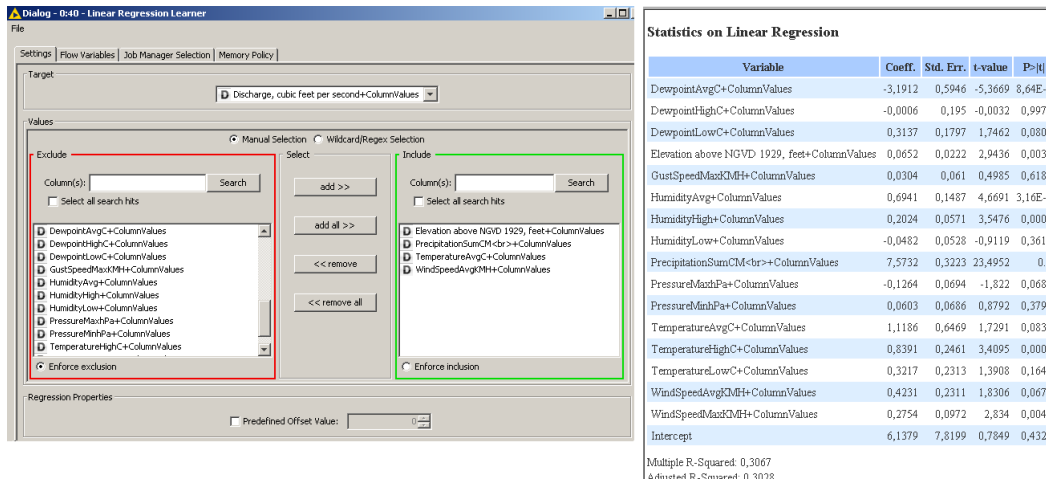 Dialog - 0:40 - Linear Regression Learner
File
Settings Flow Variables Job Manager Selection Memory Policy
Target
D Discharge, cubic feet per second+ColumnValues
Values
Manual Selection Wildcard/Regex Selection
Exclude
Column(s): Search
Select all search hits
D DewpointAvgC+ColumnValues
D DewpointHighC+ColumnValues
D DewpointLowC+ColumnValues
D GustSpeedMaxKMH+ColumnValues
D HumidityAvg+ColumnValues
D HumidityHigh+ColumnValues
D HumidityLow+ColumnValues
D PressureMaxhPa+ColumnValues
D PressureMinhPa+ColumnValues
D TemperatureHighC+ColumnValues
Enforce exclusion
Select
add >>
add all >>
<< remove
<< remove all
Include
Column(s): Search
Select all search hits
D Elevation above NGVD 1929, feet+ColumnValues
D PrecipitationSumCM<br>+ColumnValues
D TemperatureAvgC+ColumnValues
D WindSpeedAvgKMH+ColumnValues
Enforce inclusion
Regression Properties
Predefined Offset Value: 0
Statistics on Linear Regression
Variable Coeff. Std. Err. t-value P>|t|
DewpointAvgC+ColumnValues -3,1912 0,5946 -5,3669 8,64E-
DewpointHighC+ColumnValues -0,0006 0,195 -0,0032 0,997
DewpointLowC+ColumnValues 0,3137 0,1797 1,7462 0,080
Elevation above NGVD 1929, feet+ColumnValues 0,0652 0,0222 2,9436 0,003
GustSpeedMaxKMH+ColumnValues 0,0304 0,061 0,4985 0,618
HumidityAvg+ColumnValues 0,6941 0,1487 4,6691 3,16E-
HumidityHigh+ColumnValues 0,2024 0,0571 3,5476 0,000
HumidityLow+ColumnValues -0,0482 0,0528 -0,9119 0,361
PrecipitationSumCM<br>+ColumnValues 7,5732 0,3223 23,4952 0.
PressureMaxhPa+ColumnValues -0,1264 0,0694 -1,822 0,068
PressureMinhPa+ColumnValues 0,0603 0,0686 0,8792 0,379
TemperatureAvgC+ColumnValues 1,1186 0,6469 1,7291 0,083
TemperatureHighC+ColumnValues 0,8391 0,2461 3,4095 0,000
TemperatureLowC+ColumnValues 0,3217 0,2313 1,3908 0,164
WindSpeedAvgKMH+ColumnValues 0,4231 0,2311 1,8306 0,067
WindSpeedMaxKMH+ColumnValues 0,2754 0,0972 2,834 0,004
Intercept 6,1379 7,8199 0,7849 0,432
Multiple R-Squared: 0,3067
Adjusted R-Squared: 0,3028